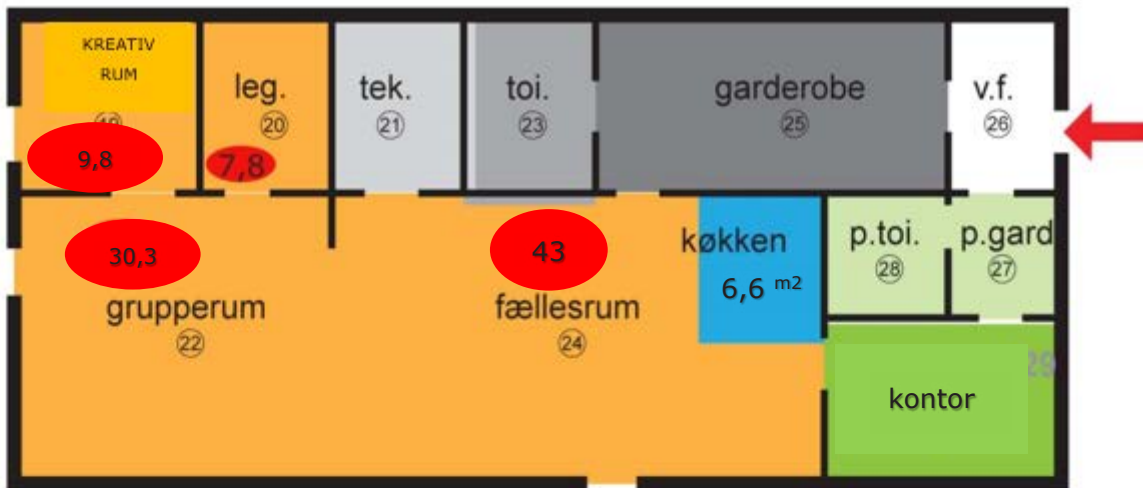 KREATIV
RUM
leg.
tek.
toi.
garderobe
v.f.
19
20
21
23
25
26
9,8
7,8
30,3
43
køkken
6,6 m2
p.toi.
28
p.gard
27
grupperum
22
fællesrum
24
29
kontor